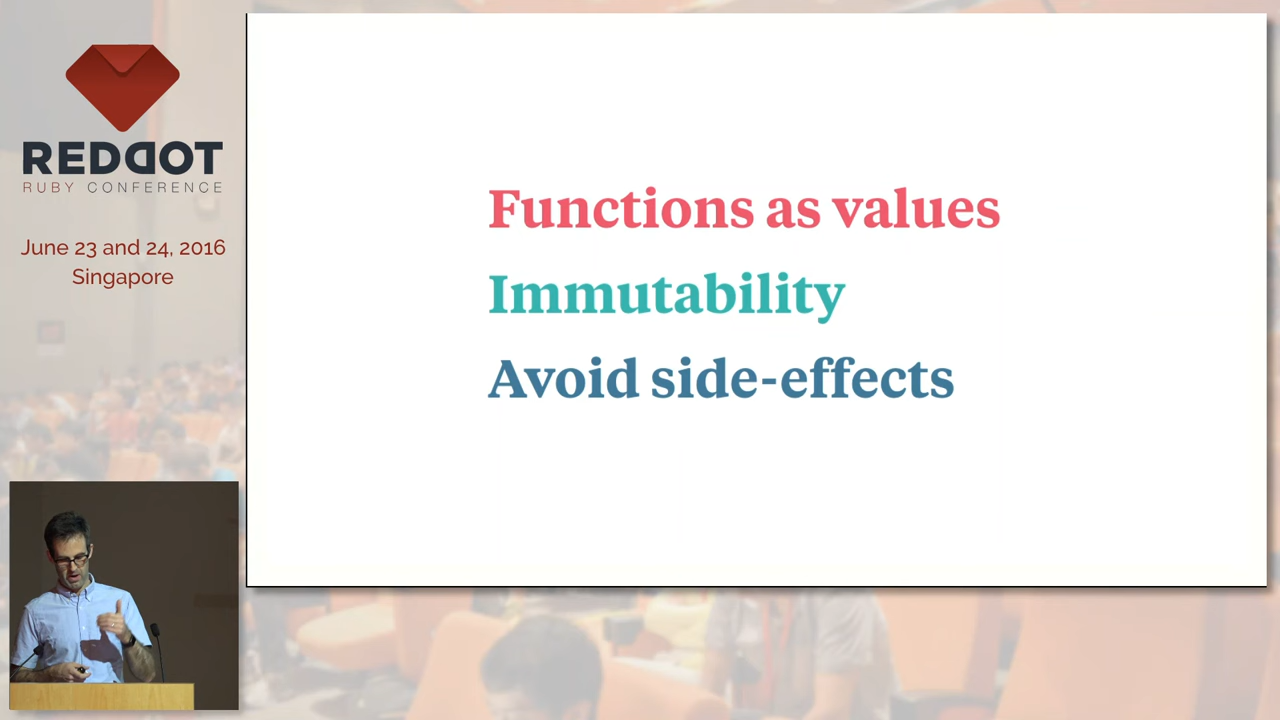 REDDOT
RUBY CONFERENCE
June 23 and 24, 2016
Singapore
Functions as values
Immutability
Avoid side-effects